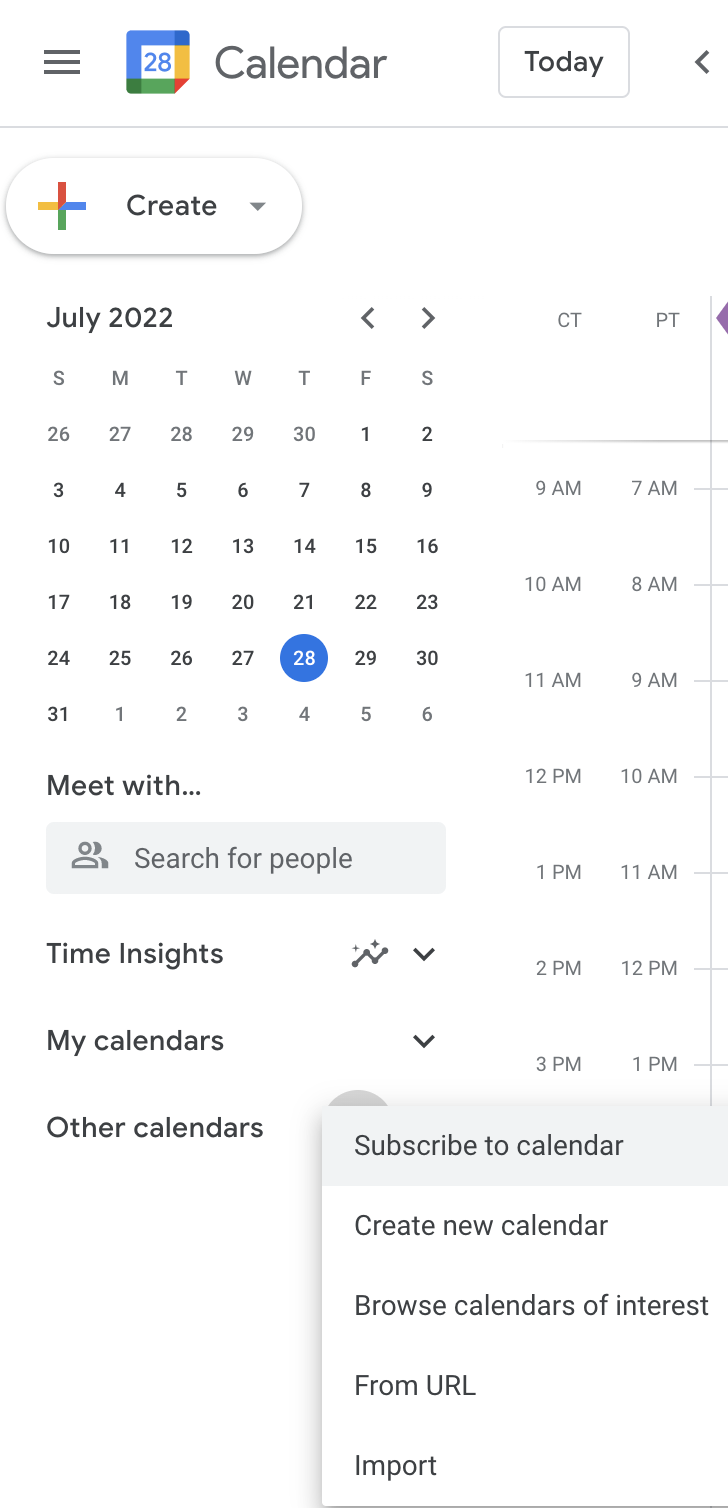 28 Calendar Today
Create
July 2022
S M T W T F S
26 27 28 29 30 1 2
3 4 5 6 7 8 9
10 11 12 13 14 15 16
17 18 19 20 21 22 23
24 25 26 27 28 29 30
31 1 2 3 4 5 6
Meet with...
Search for people
Time Insights
My calendars
Other calendars
Subscribe to calendar
Create new calendar
Browse calendars of interest
From URL
Import
CT PT
9 AM 7 AM
10 AM 8 AM
11 AM 9 AM
12 PM 10 AM
1 PM 11 AM
2 PM 12 PM
3 PM 1 PM